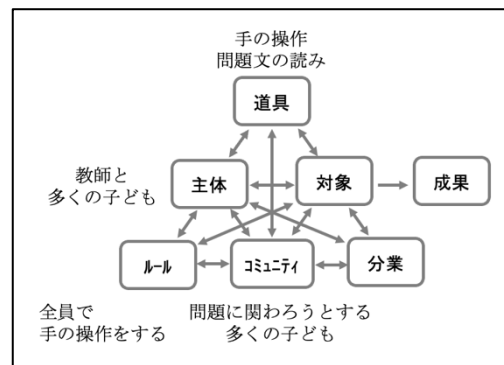 手の操作
問題文の読み
道具
教師と
多くの子ども
主体
対象
成果
ルール
コミュニティ
分業
全員で
手の操作をする
問題に関わろうとする
多くの子ども